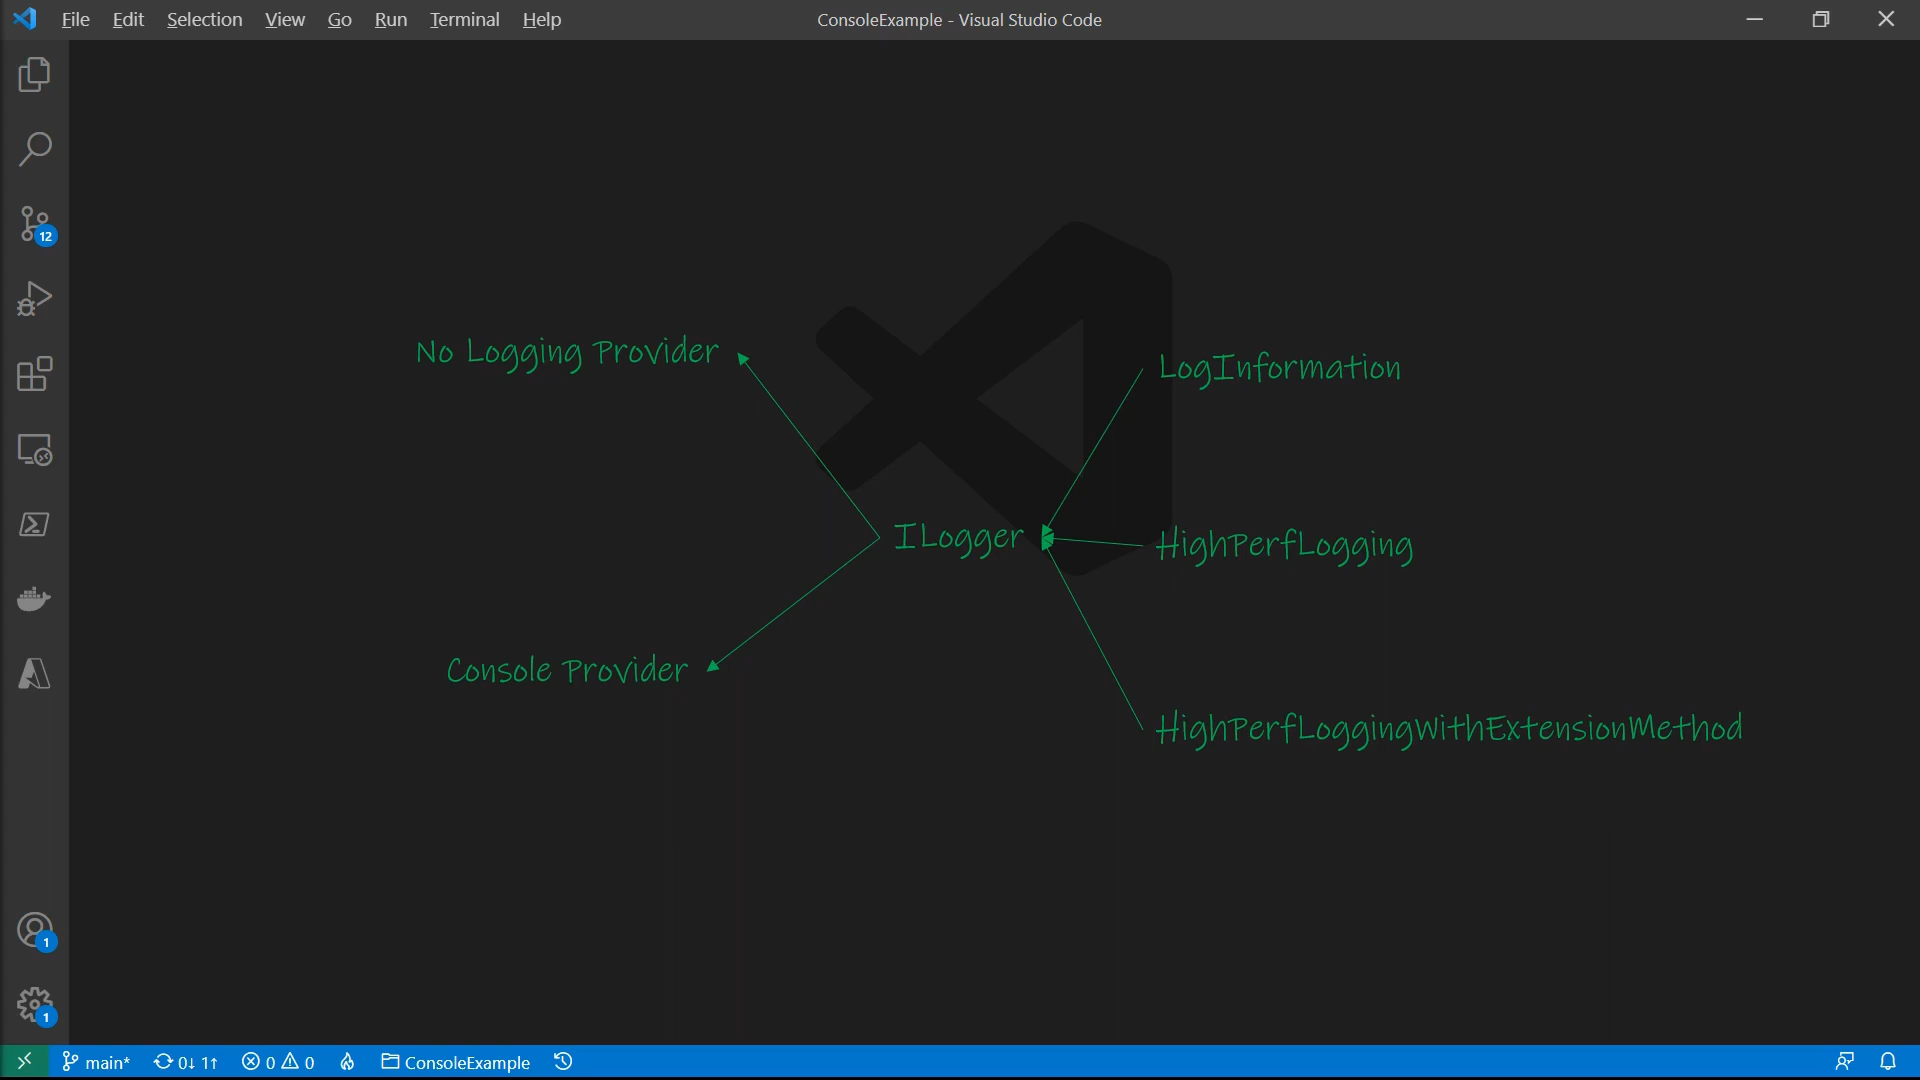 File Edit Selection View Go Run Terminal Help
ConsoleExample - Visual Studio Code
12
No Logging Provider
LogInformation
ILogger
HighPerfLogging
Console Provider
HighPerfLoggingWithExtensionMethod
1
1
main* 0↓ 1↑ 0 0 ConsoleExample